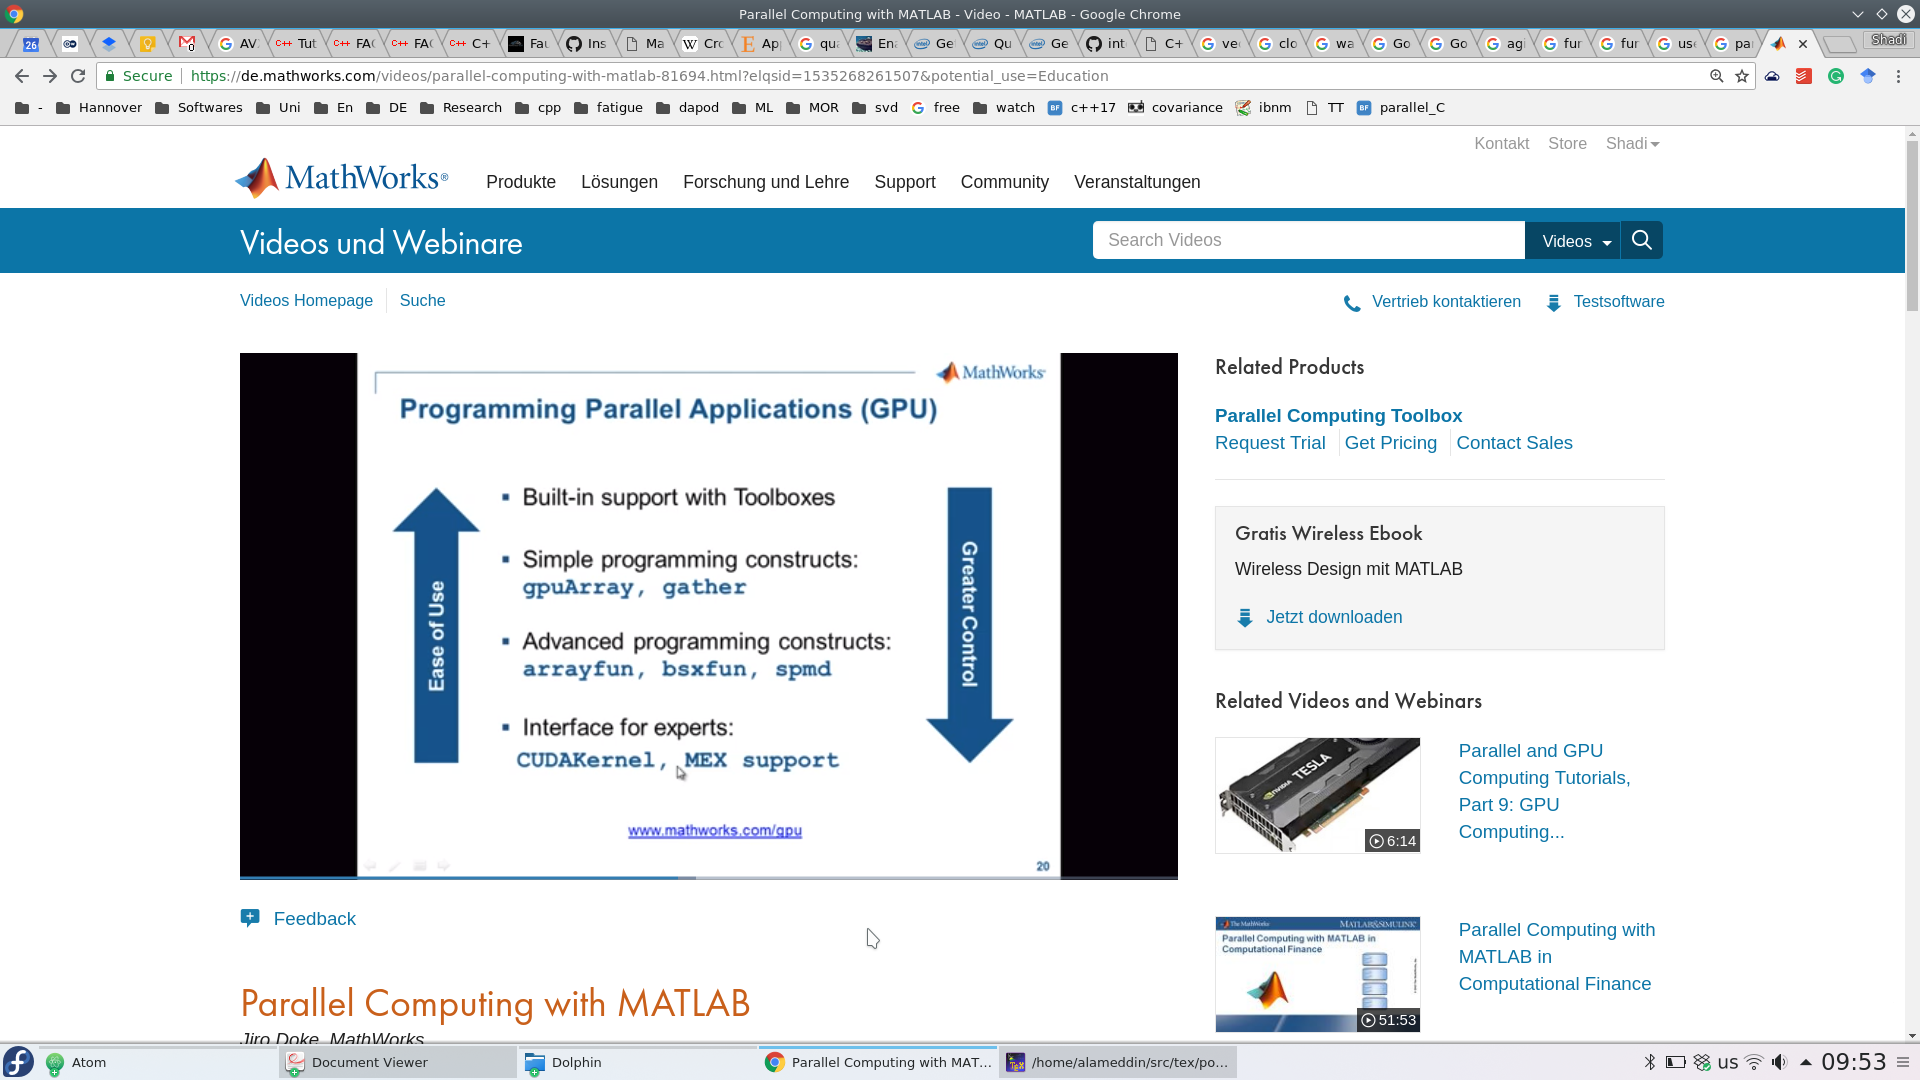 Parallel Computing with MATLAB - Video - MATLAB - Google Chrome
26 AV C++ Tut C++ FAC C++ FAC C++ C+ Fau Ins Ma W Cro E Ap qua En Ge Qu Ge int C+ vec clo wa Go Go agi fur fur use pa Shadi
Secure https://de.mathworks.com/videos/parallel-computing-with-matlab-81694.html?elqsid=1535268261507&potential_use=Education
- Hannover Softwares Uni En DE Research cpp fatigue dapod ML MOR svd free watch BF c++17 covariance ibnm TT BF parallel_C
Kontakt Store Shadi
MathWorks® Produkte Lösungen Forschung und Lehre Support Community Veranstaltungen
Videos und Webinare Search Videos Videos
Videos Homepage Suche Vertrieb kontaktieren Testsoftware
MathWorks
Programming Parallel Applications (GPU)
Ease of Use
▪ Built-in support with Toolboxes
▪ Simple programming constructs:
gpuArray, gather
▪ Advanced programming constructs:
arrayfun, bsxfun, spmd
▪ Interface for experts:
CUDAKernel, MEX support
Greater Control
www.mathworks.com/gpu
20
Feedback
Parallel Computing with MATLAB
Jiro Doke, MathWorks
Related Products
Parallel Computing Toolbox
Request Trial Get Pricing Contact Sales
Gratis Wireless Ebook
Wireless Design mit MATLAB
Jetzt downloaden
Related Videos and Webinars
TESLA
6:14
Parallel and GPU
Computing Tutorials,
Part 9: GPU
Computing...
The MathWorks MATLAB&SIMULINK
Parallel Computing with MATLAB in
Computational Finance
51:53
Parallel Computing with
MATLAB in
Computational Finance
Atom Document Viewer Dolphin Parallel Computing with MAT... /home/alameddin/src/tex/po... us 09:53